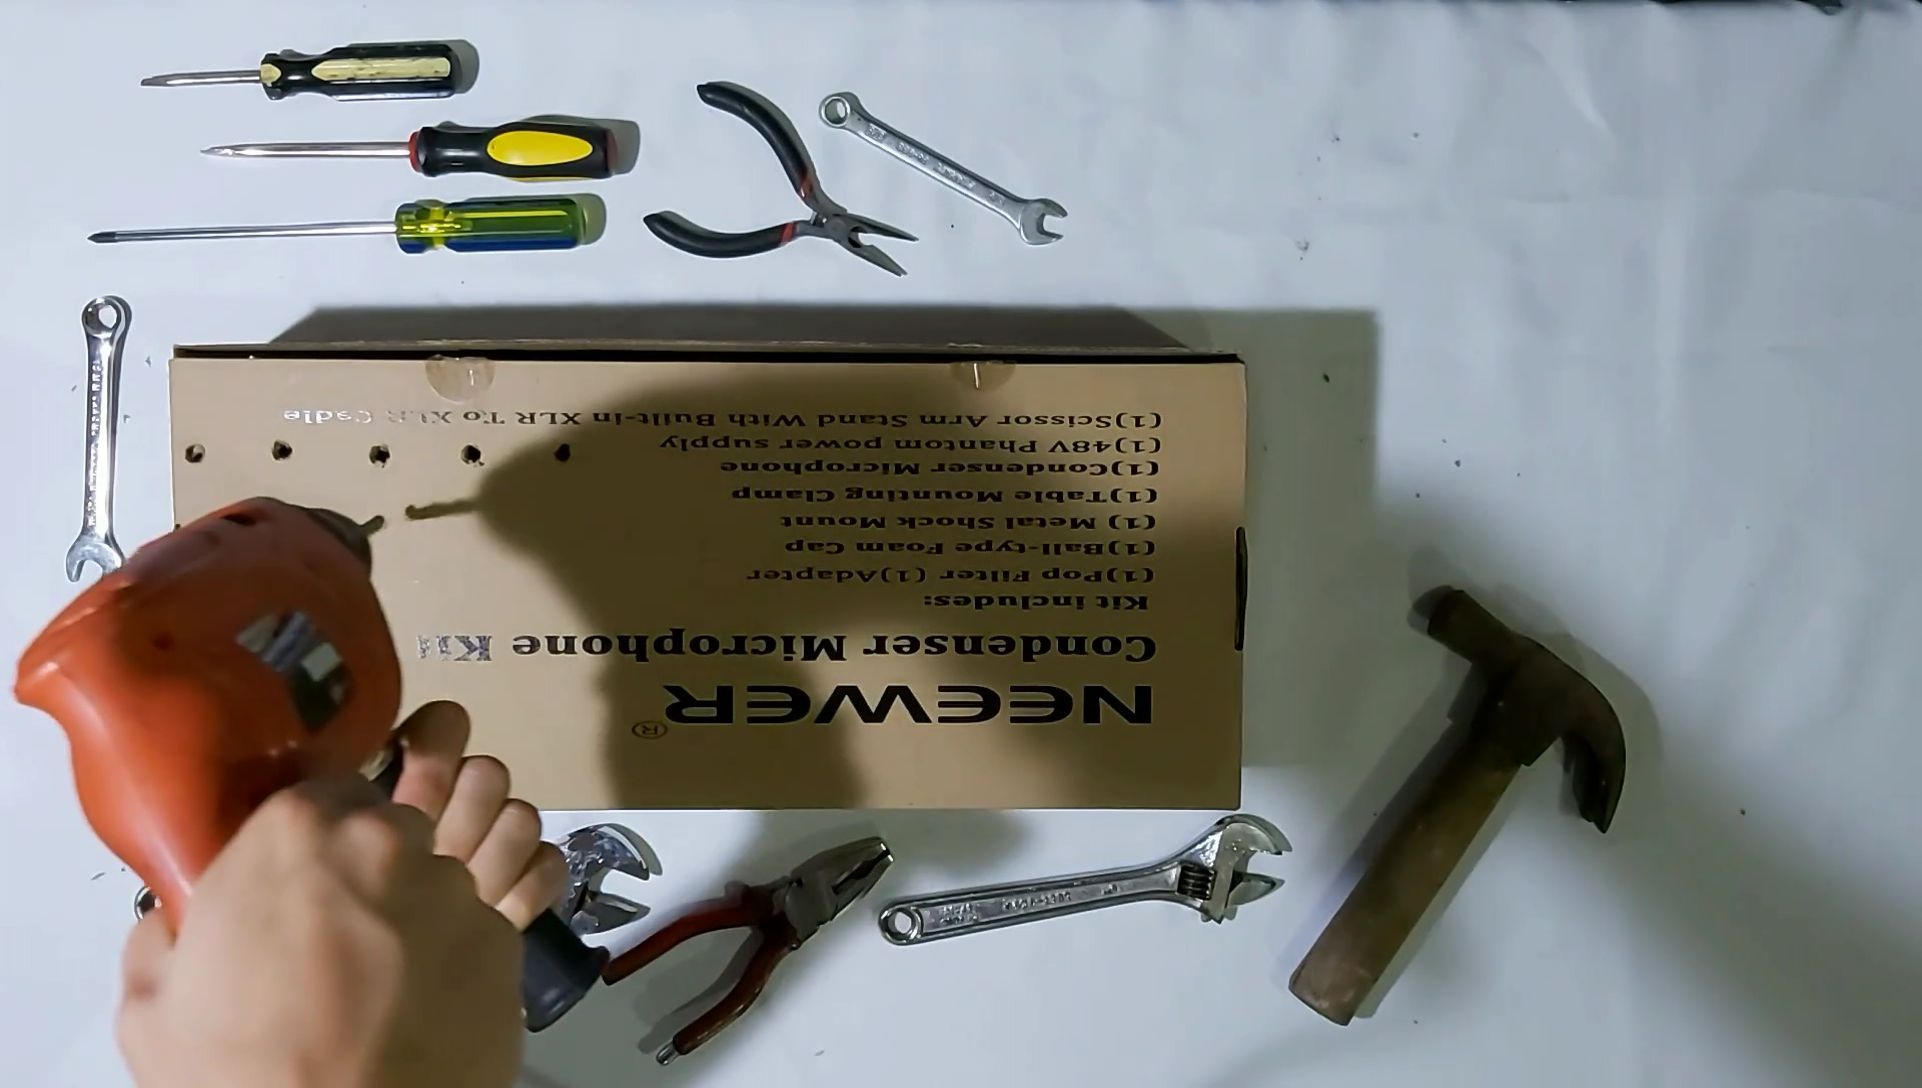 NEEWER®
Condenser Microphone Kit
Kit includes:
(1)Pop Filter (1)Adapter
(1)Ball-type Foam Cap
(1) Metal Shock Mount
(1)Table Mounting Clamp
(1)Condenser Microphone
(1)48V Phantom power supply
(1)Scissor Arm Stand With Built-in XLR To XLR Cable